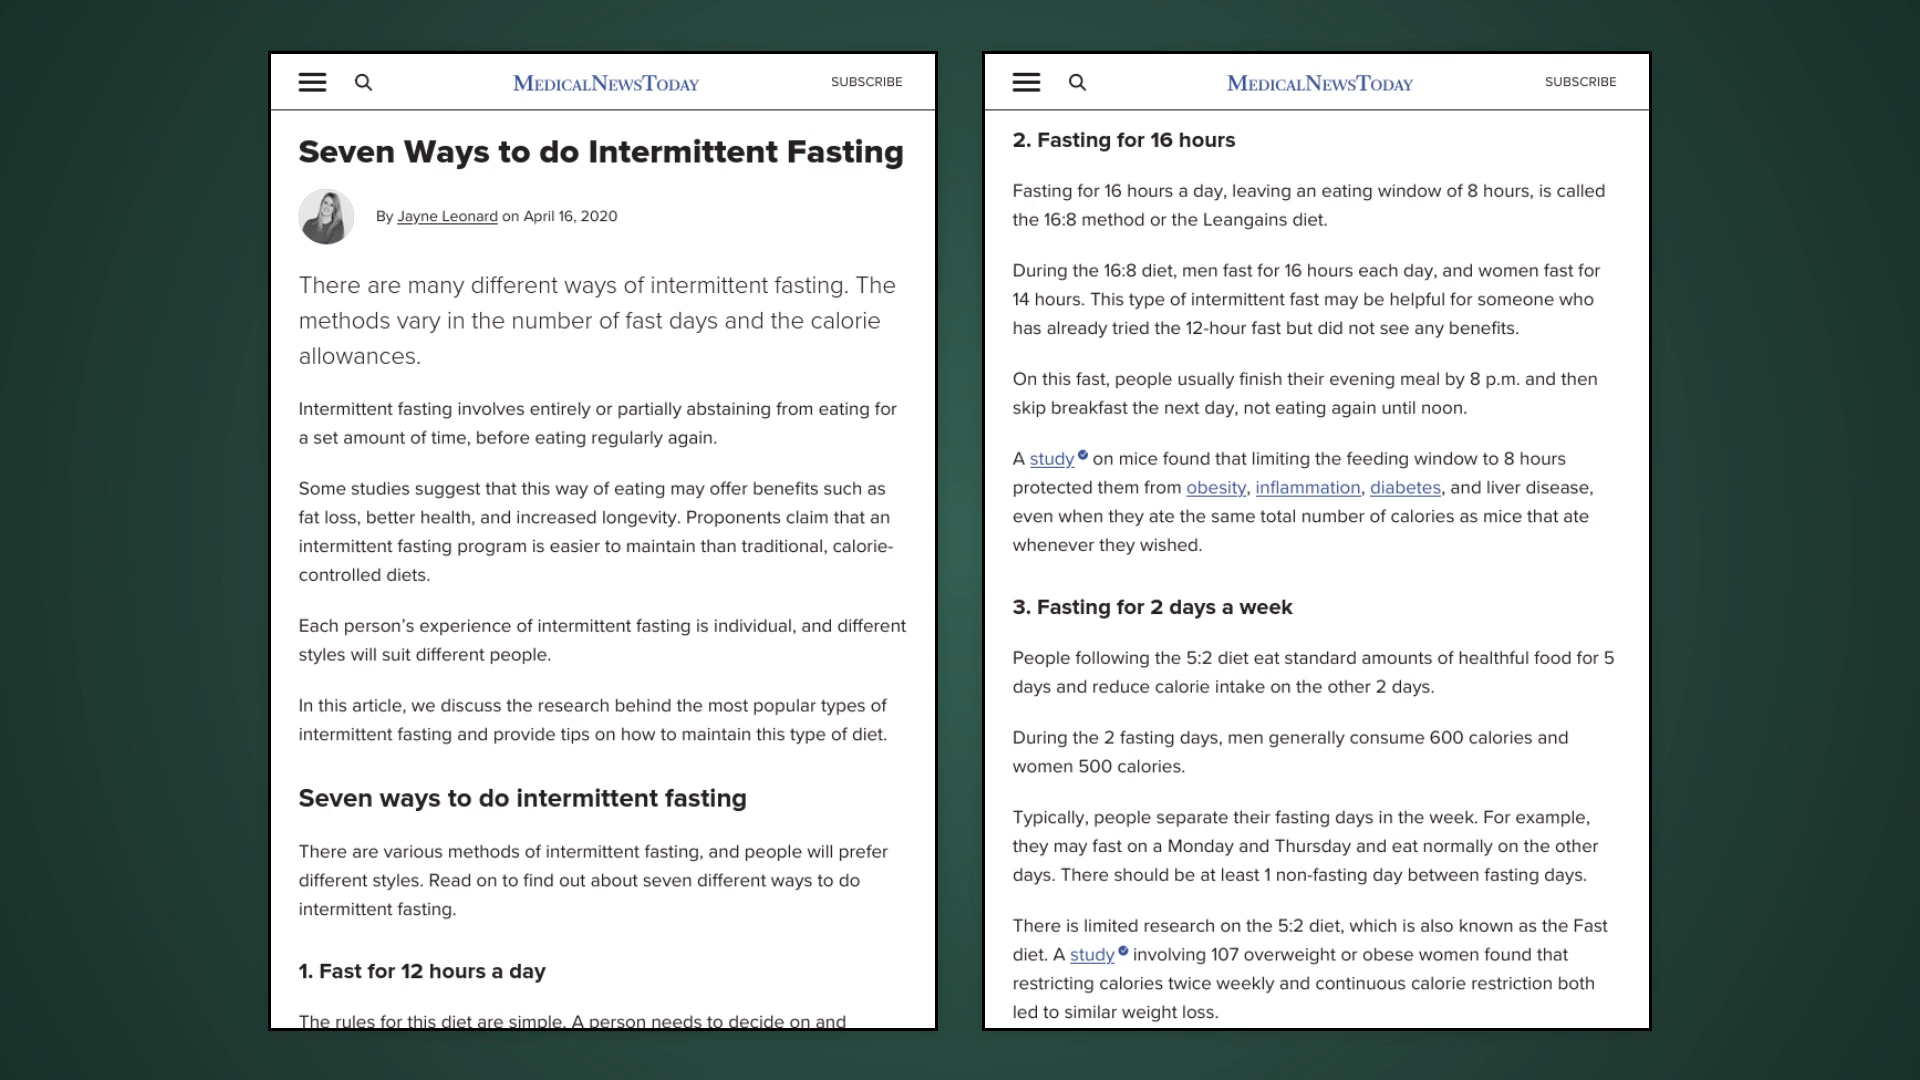 MEDICALNEWSTODAY
SUBSCRIBE
Seven Ways to do Intermittent Fasting
By Jayne Leonard on April 16, 2020
There are many different ways of intermittent fasting. The
methods vary in the number of fast days and the calorie
allowances.
Intermittent fasting involves entirely or partially abstaining from eating for
a set amount of time, before eating regularly again.
Some studies suggest that this way of eating may offer benefits such as
fat loss, better health, and increased longevity. Proponents claim that an
intermittent fasting program is easier to maintain than traditional, calorie-
controlled diets.
Each person’s experience of intermittent fasting is individual, and different
styles will suit different people.
In this article, we discuss the research behind the most popular types of
intermittent fasting and provide tips on how to maintain this type of diet.
Seven ways to do intermittent fasting
There are various methods of intermittent fasting, and people will prefer
different styles. Read on to find out about seven different ways to do
intermittent fasting.
1. Fast for 12 hours a day
The rules for this diet are simple. A person needs to decide on and
MEDICALNEWSTODAY
SUBSCRIBE
2. Fasting for 16 hours
Fasting for 16 hours a day, leaving an eating window of 8 hours, is called
the 16:8 method or the Leangains diet.
During the 16:8 diet, men fast for 16 hours each day, and women fast for
14 hours. This type of intermittent fast may be helpful for someone who
has already tried the 12-hour fast but did not see any benefits.
On this fast, people usually finish their evening meal by 8 p.m. and then
skip breakfast the next day, not eating again until noon.
A study on mice found that limiting the feeding window to 8 hours
protected them from obesity, inflammation, diabetes, and liver disease,
even when they ate the same total number of calories as mice that ate
whenever they wished.
3. Fasting for 2 days a week
People following the 5:2 diet eat standard amounts of healthful food for 5
days and reduce calorie intake on the other 2 days.
During the 2 fasting days, men generally consume 600 calories and
women 500 calories.
Typically, people separate their fasting days in the week. For example,
they may fast on a Monday and Thursday and eat normally on the other
days. There should be at least 1 non-fasting day between fasting days.
There is limited research on the 5:2 diet, which is also known as the Fast
diet. A study involving 107 overweight or obese women found that
restricting calories twice weekly and continuous calorie restriction both
led to similar weight loss.